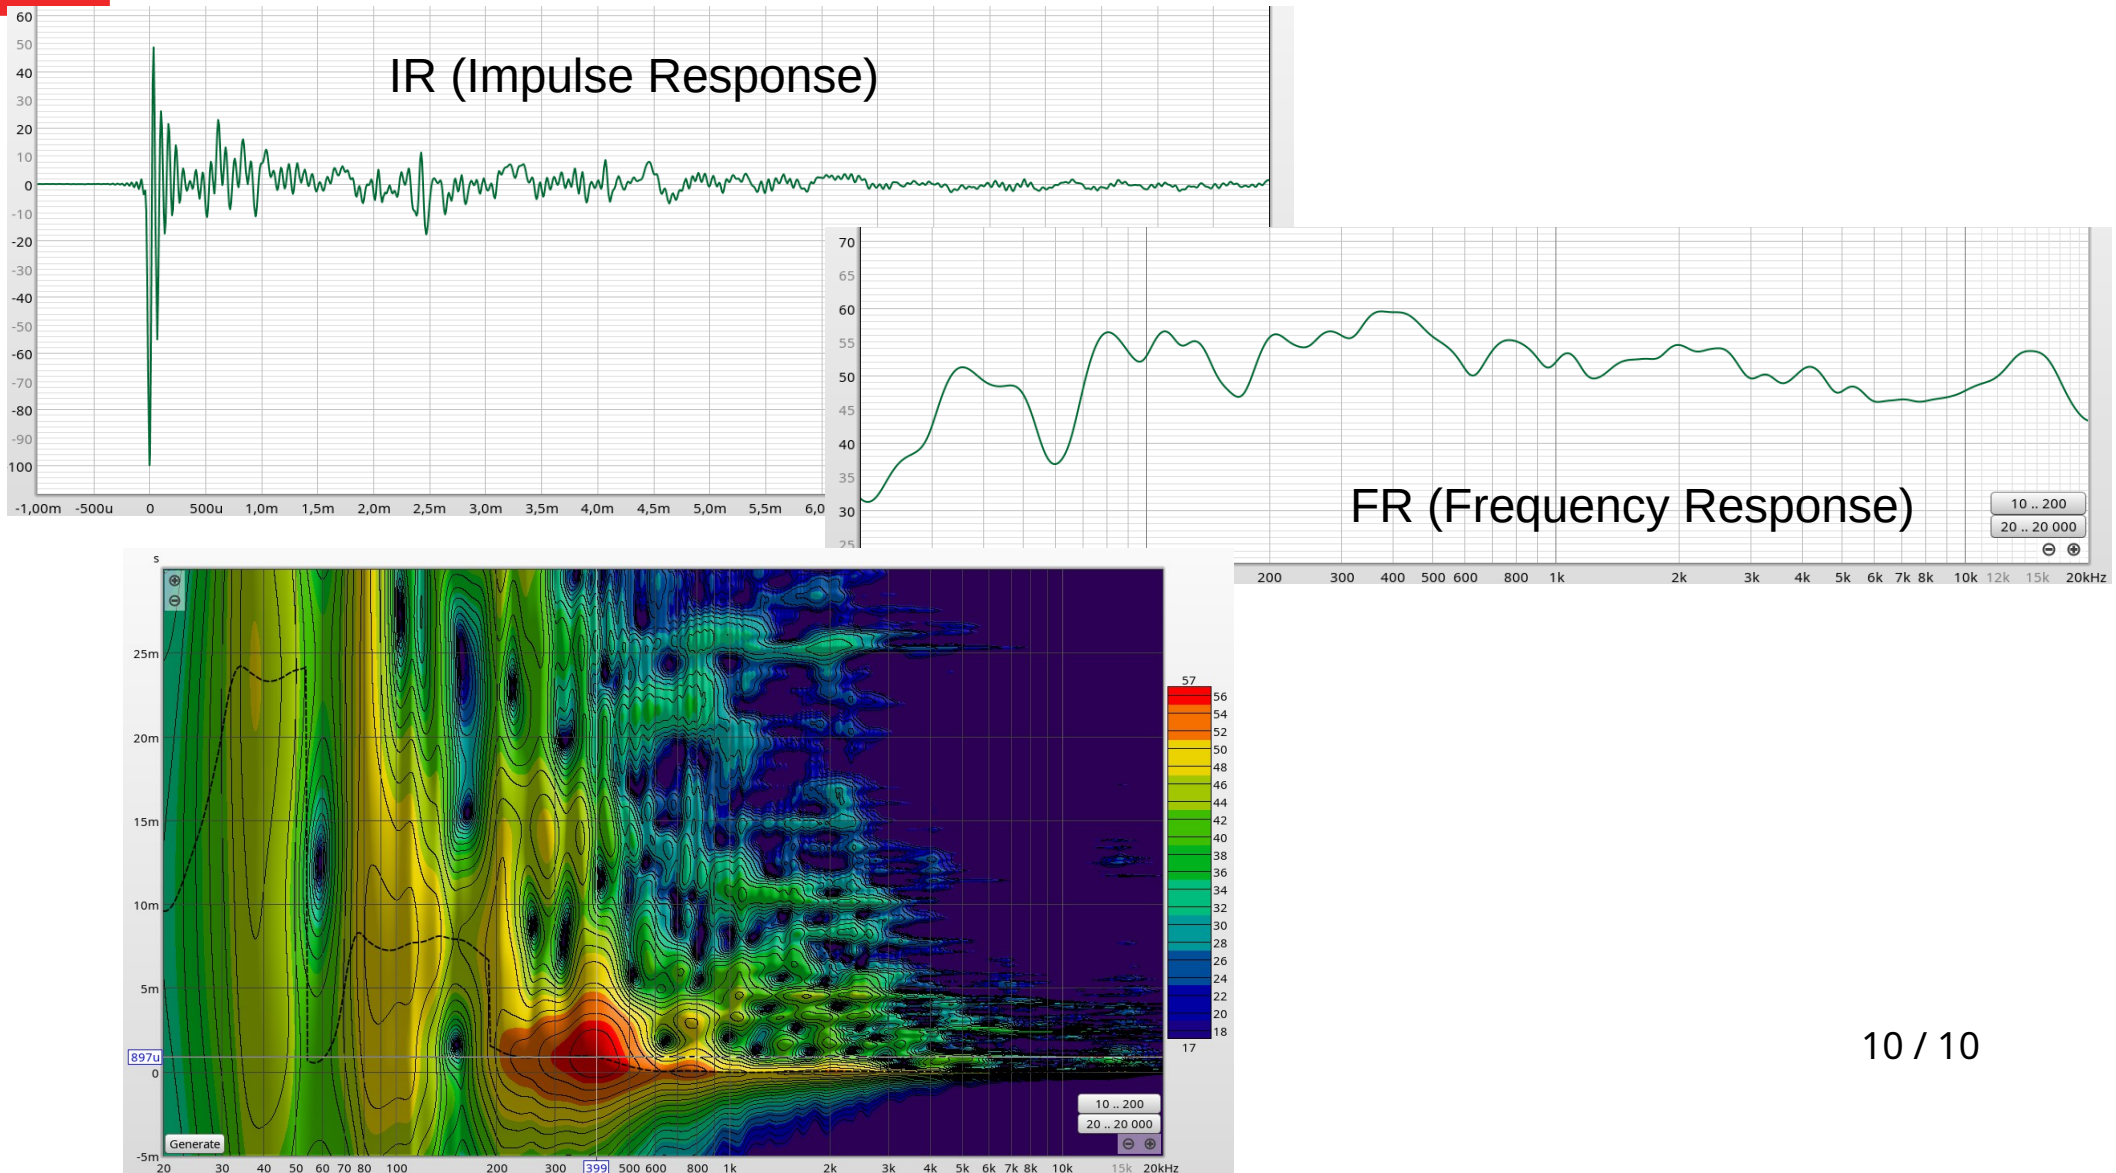 60
50
40
30
20
10
0
-10
-20
-30
-40
-50
-60
-70
-80
-90
100
IR (Impulse Response)
-1,00m -500u 0 500u 1,0m 1,5m 2,0m 2,5m 3,0m 3,5m 4,0m 4,5m 5,0m 5,5m 6,0
70
65
60
55
50
45
40
35
30
25
FR (Frequency Response)
10 .. 200
20 .. 20 000
200 300 400 500 600 800 1k 2k 3k 4k 5k 6k 7k 8k 10k 12k 15k 20kHz
s
25m
20m
15m
10m
5m
897u
0
-5m
Generate
10 .. 200
20 .. 20 000
20 30 40 50 60 70 80 100 200 300 399 500 600 800 1k 2k 3k 4k 5k 6k 7k 8k 10k 15k 20kHz
57
56
54
52
50
48
46
44
42
40
38
36
34
32
30
28
26
24
22
20
18
17
10 / 10